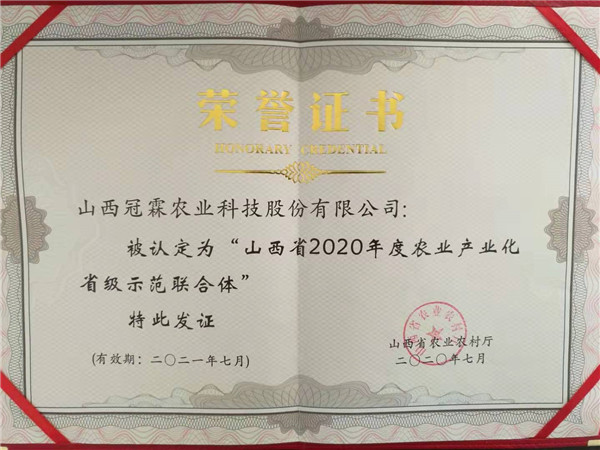 荣誉证书
HONORARY CREDENTIAL
山西冠霖农业科技股份有限公司:
被认定为“山西省2020年度农业产业化
省级示范联合体”
特此发证
山西省农业农村厅
(有效期:二〇二一年七月)
二〇二〇年七月